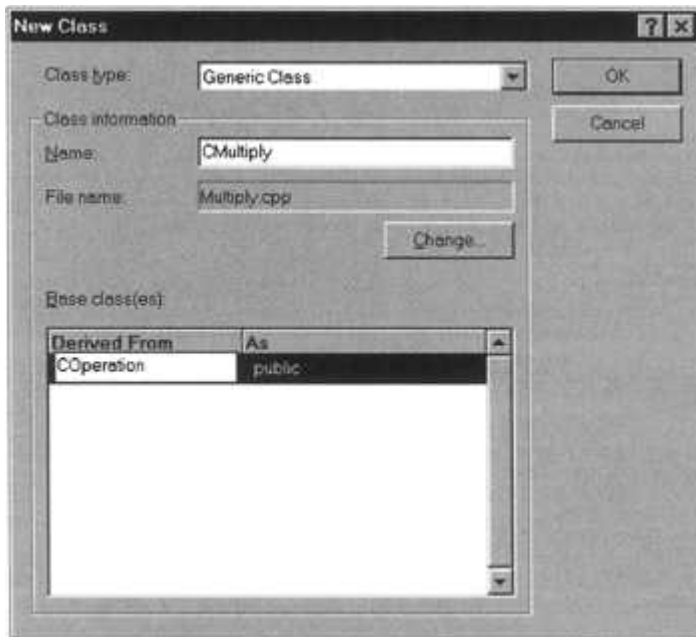 New Class
Class type: Generic Class
OK
Class information
Cancel
Name: CMultiply
File name: Multiply.cpp
Change...
Base class(es):
Derived From As
COperation public